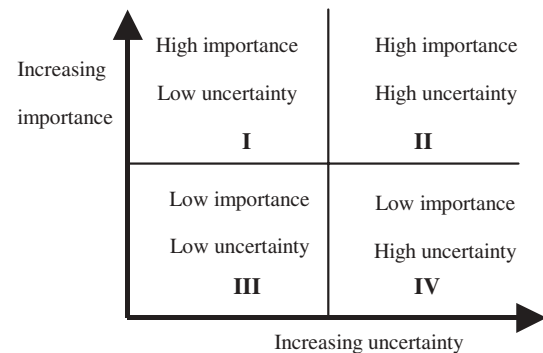 Increasing
importance
High importance
Low uncertainty
I
High importance
High uncertainty
II
Low importance
Low uncertainty
III
Low importance
High uncertainty
IV
Increasing uncertainty